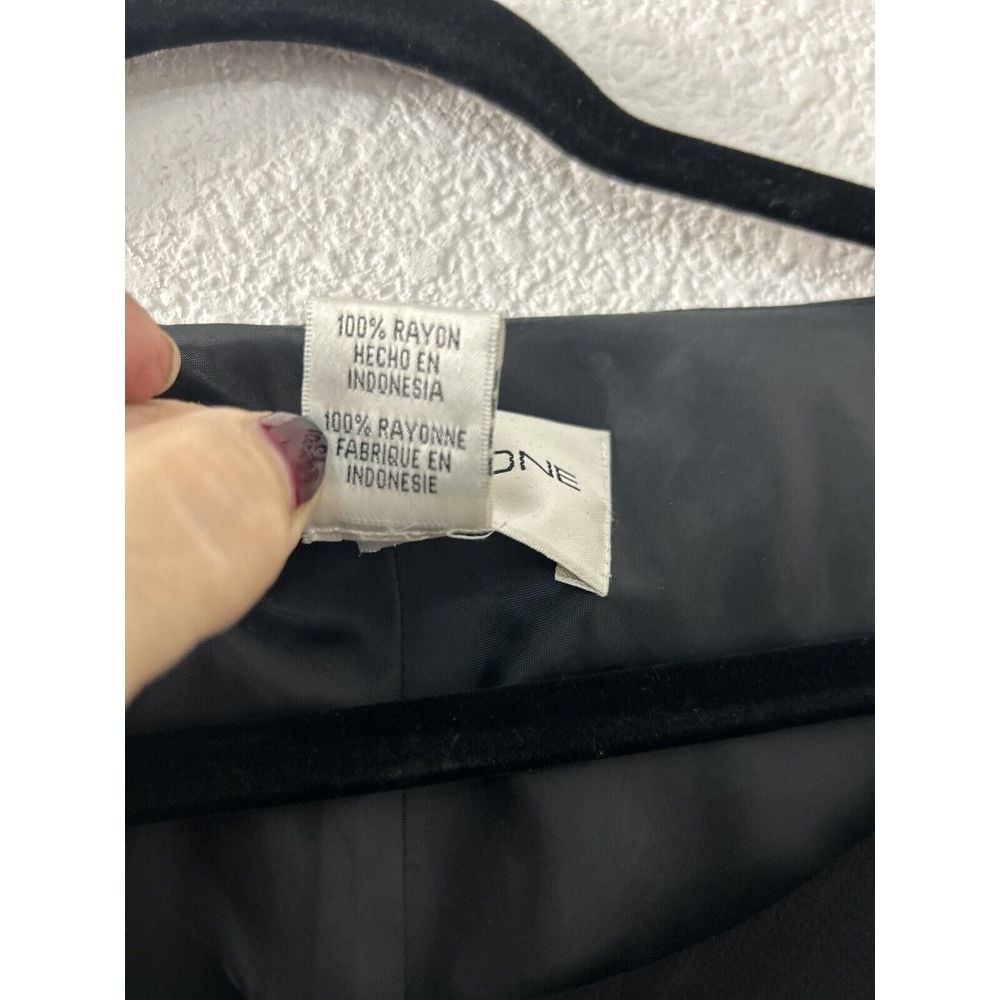 100% RAYON
HECHO EN
INDONESIA
100% RAYONNE
FABRIQUE EN
INDONESIE
ONE